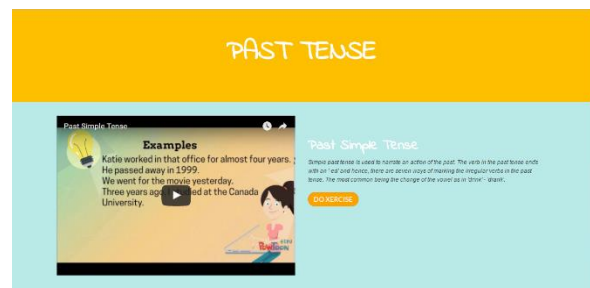 PAST TENSE
Past Simple Tense
Examples
Katie worked in that office for almost four years.
He passed away in 1999.
We went for the movie yesterday.
Three years ago, studied at the Canada
University.
Past Simple Tense
Simple past tense is used to narrate an action of the past. The verb in the past tense ends
with an 'ed' and hence, there are seven ways of marking the irregular verbs in the past
tense. The most common being the change of the vowel as in 'drink' - drank'.
DO XERCISE